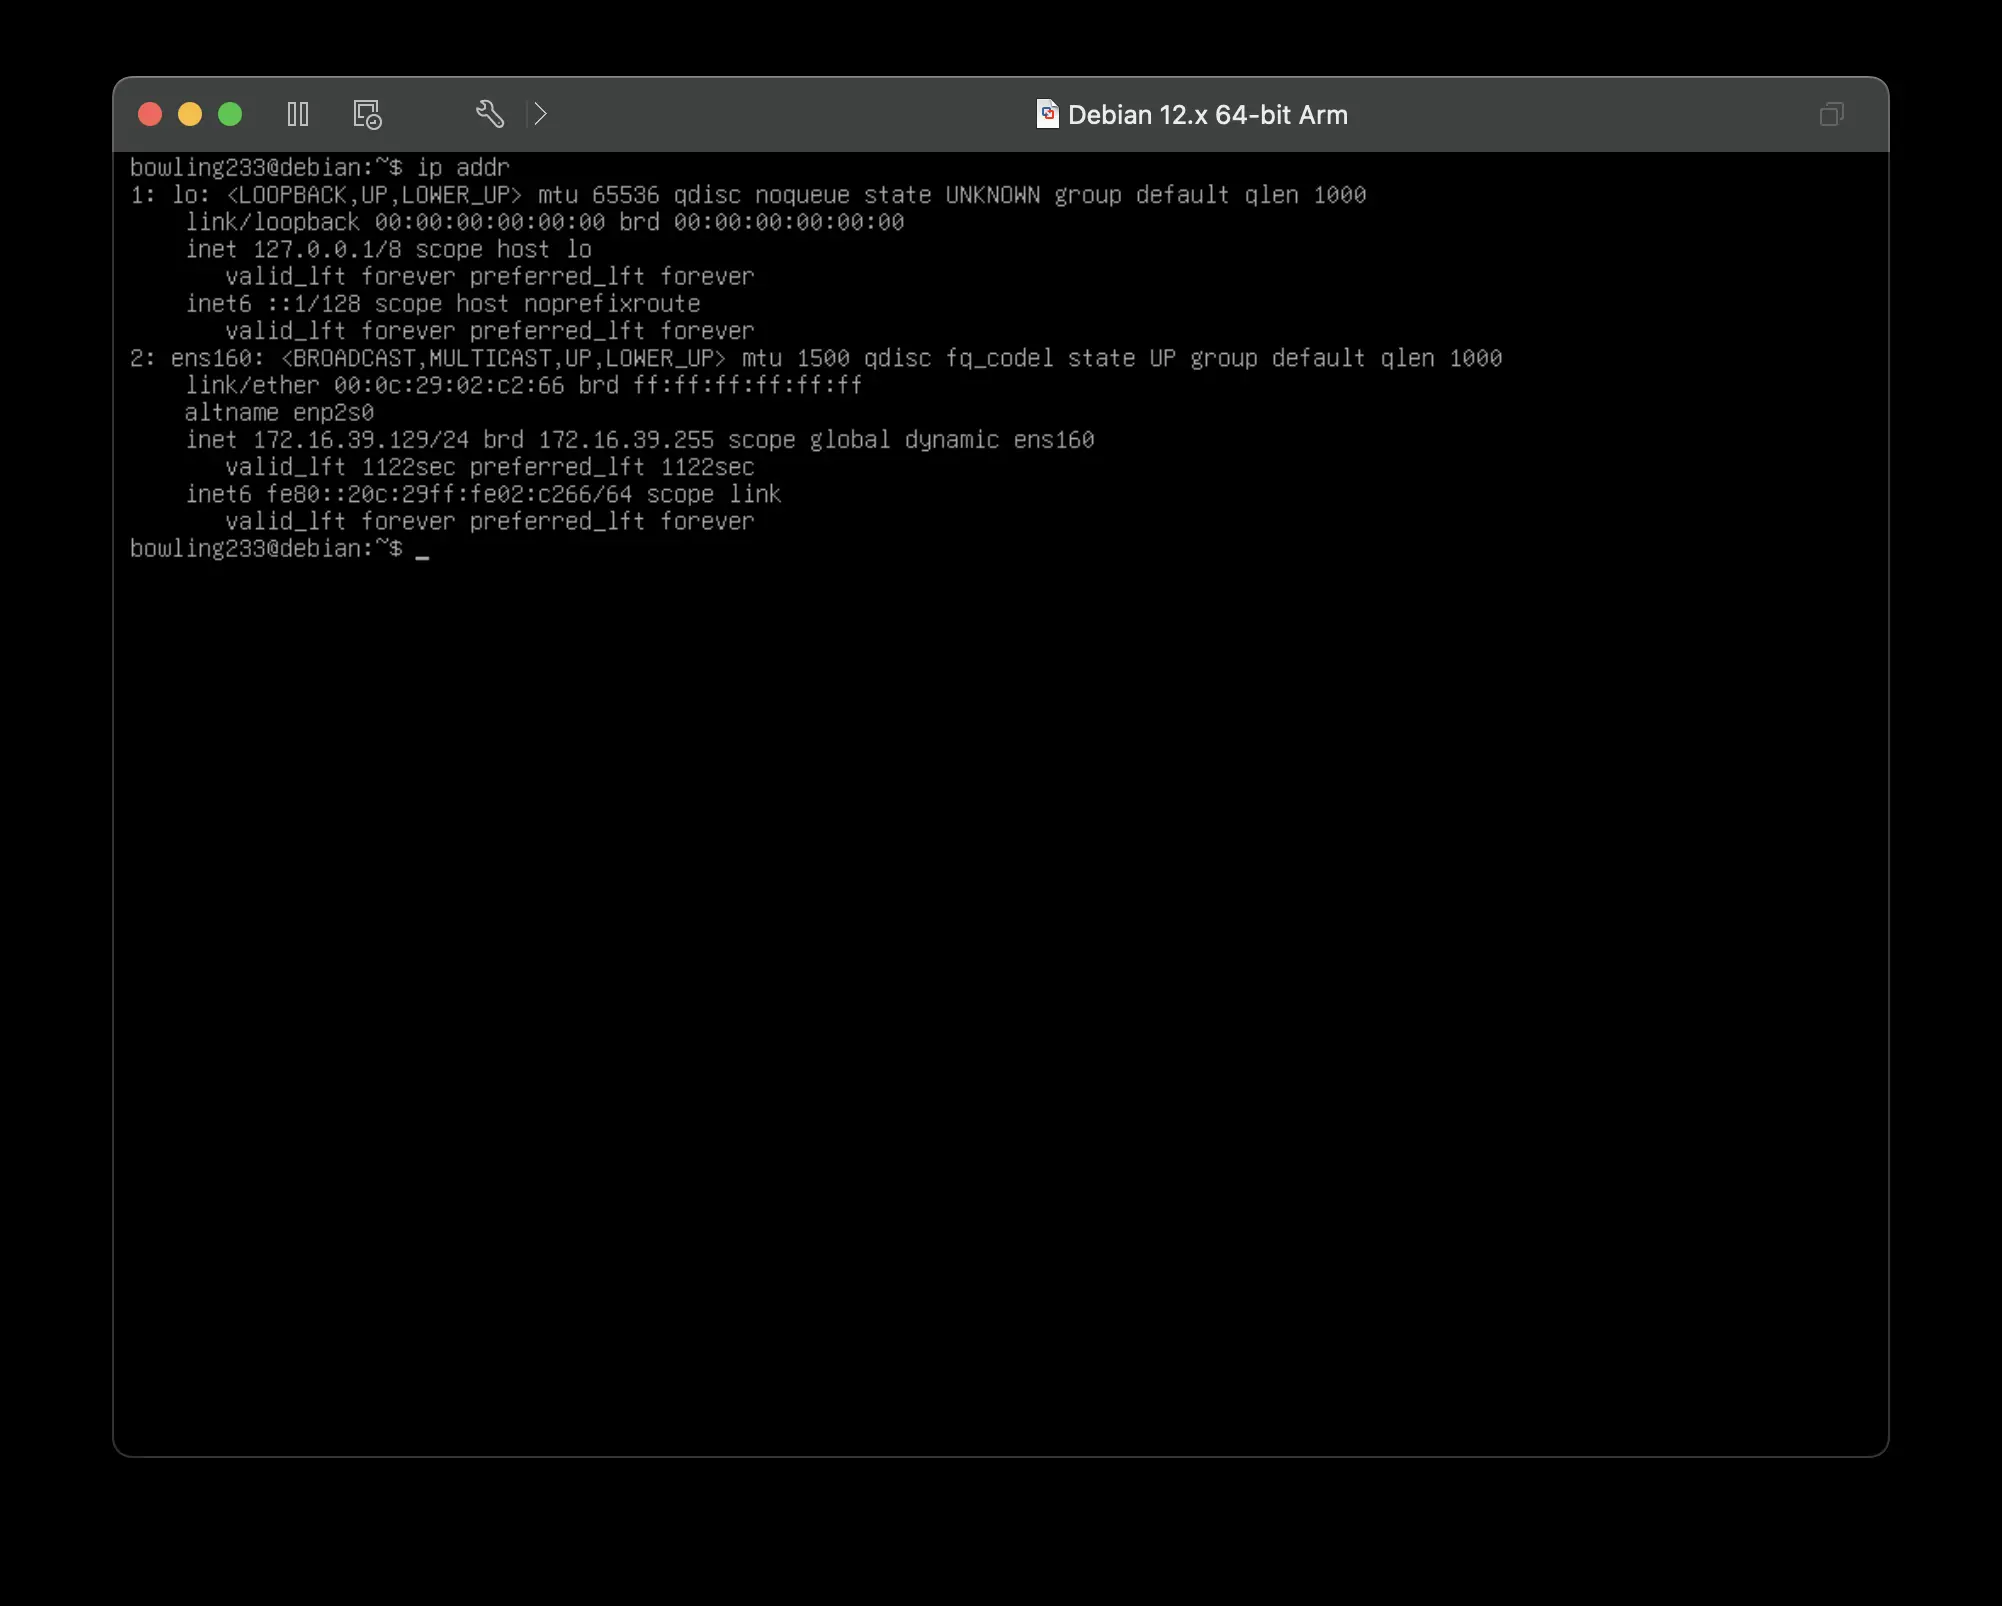 Debian 12.x 64-bit Arm
bowling233@debian:~$ ip addr
1: lo: <LOOPBACK,UP,LOWER_UP> mtu 65536 qdisc noqueue state UNKNOWN group default qlen 1000
    link/loopback 00:00:00:00:00:00 brd 00:00:00:00:00:00
    inet 127.0.0.1/8 scope host lo
       valid_lft forever preferred_lft forever
    inet6 ::1/128 scope host noprefixroute
       valid_lft forever preferred_lft forever
2: ens160: <BROADCAST,MULTICAST,UP,LOWER_UP> mtu 1500 qdisc fq_codel state UP group default qlen 1000
    link/ether 00:0c:29:02:c2:66 brd ff:ff:ff:ff:ff:ff
    altname enp2s0
    inet 172.16.39.129/24 brd 172.16.39.255 scope global dynamic ens160
       valid_lft 1122sec preferred_lft 1122sec
    inet6 fe80::20c:29ff:fe02:c266/64 scope link
       valid_lft forever preferred_lft forever
bowling233@debian:~$ _